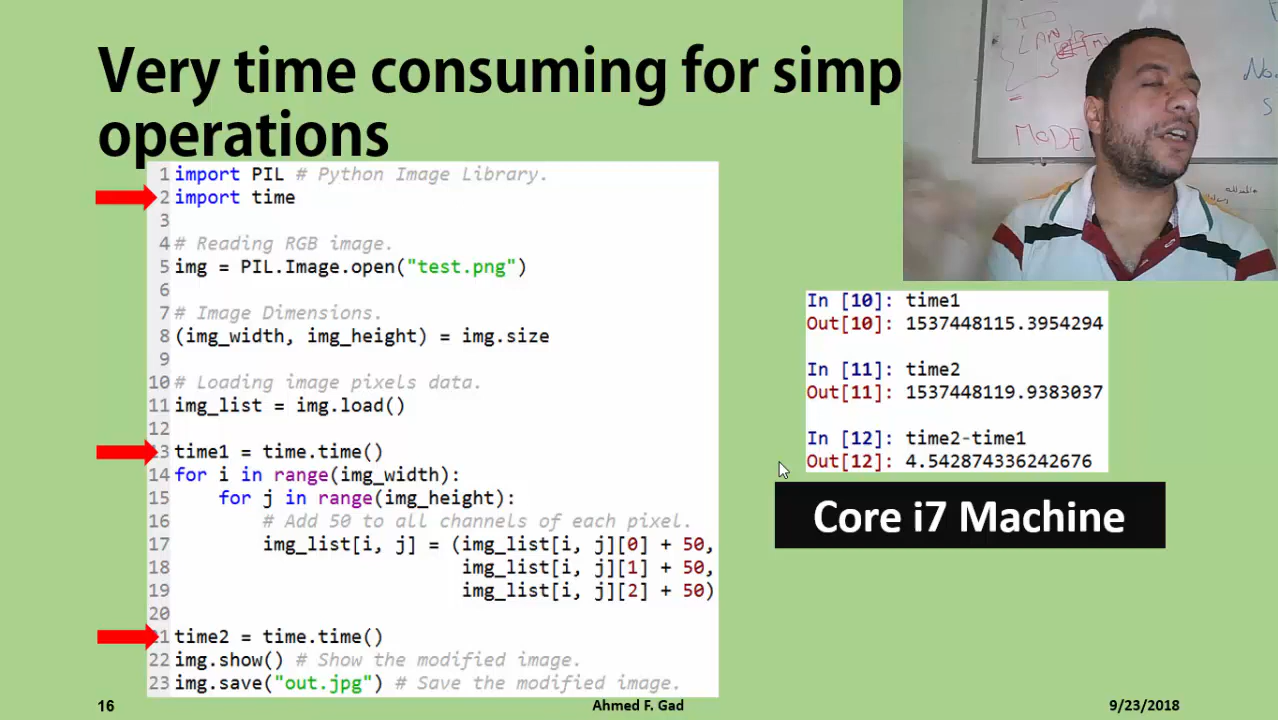 Very time consuming for simp
operations
1 import PIL # Python Image Library.
2 import time
3
4 # Reading RGB image.
5 img = PIL.Image.open("test.png")
6
7 # Image Dimensions.
8 (img_width, img_height) = img.size
9
10 # Loading image pixels data.
11 img_list = img.load()
12
13 time1 = time.time()
14 for i in range(img_width):
15 for j in range(img_height):
16 # Add 50 to all channels of each pixel.
17 img_list[i, j] = (img_list[i, j][0] + 50,
18 img_list[i, j][1] + 50,
19 img_list[i, j][2] + 50)
20
21 time2 = time.time()
22 img.show() # Show the modified image.
23 img.save("out.jpg") # Save the modified image.
LAN
MODE
No.
S
In [10]: time1
Out[10]: 1537448115.3954294
In [11]: time2
Out[11]: 1537448119.9383037
In [12]: time2-time1
Out[12]: 4.542874336242676
Core i7 Machine
16
Ahmed F. Gad
9/23/2018